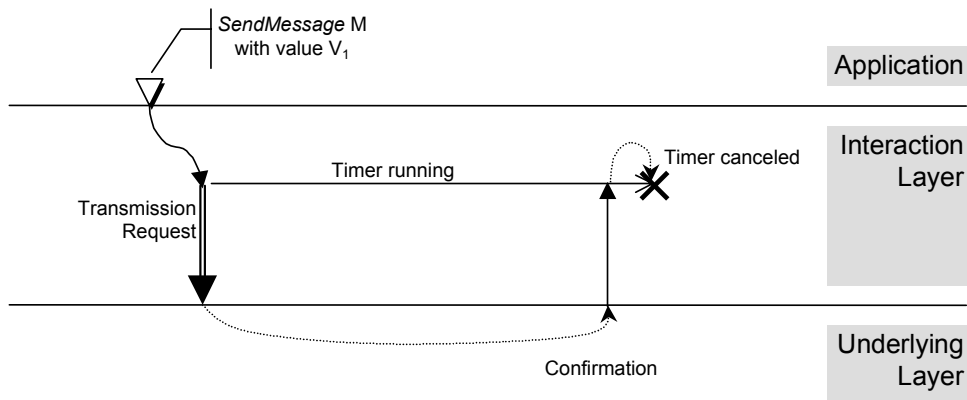 SendMessage M
with value V₁
Application
Interaction
Layer
Timer running
Timer canceled
Transmission
Request
Confirmation
Underlying
Layer